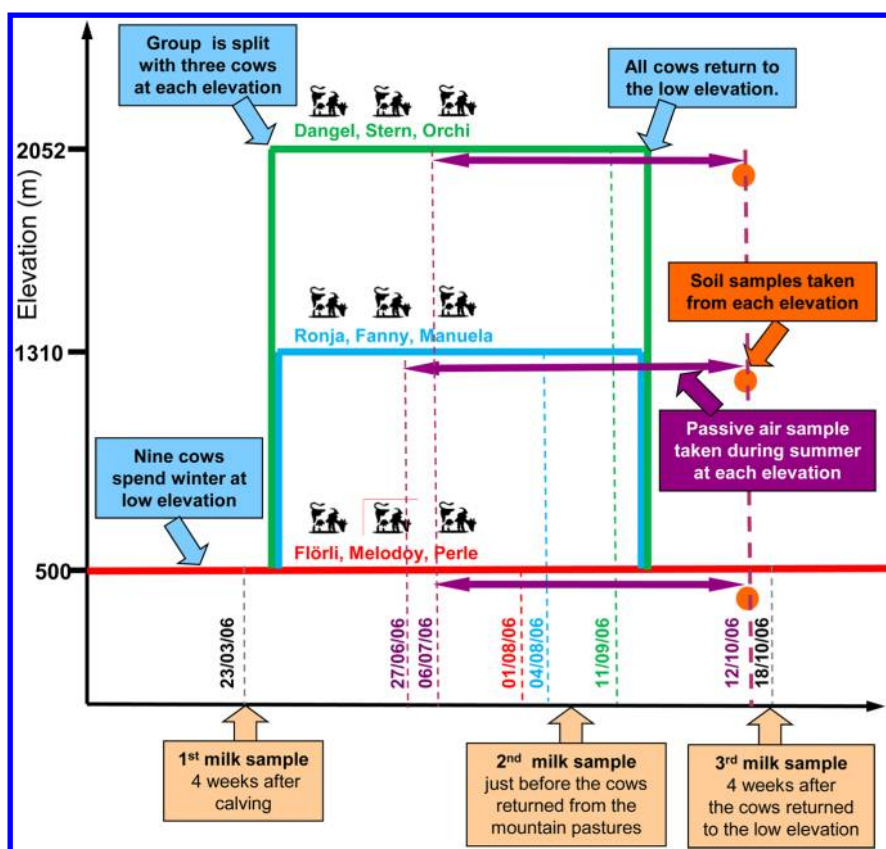 Group is split
with three cows
at each elevation
All cows return to
the low elevation.
Dangel, Stern, Orchi
2052
Elevation (m)
Soil samples taken
from each elevation
Ronja, Fanny, Manuela
1310
Passive air sample
taken during summer
at each elevation
Nine cows
spend winter at
low elevation
Flörli, Melodoy, Perle
500
23/03/06
27/06/06
06/07/06
01/08/06
04/08/06
11/09/06
12/10/06
18/10/06
1st milk sample
4 weeks after
calving
2nd milk sample
just before the cows
returned from the
mountain pastures
3rd milk sample
4 weeks after
the cows returned
to the low elevation